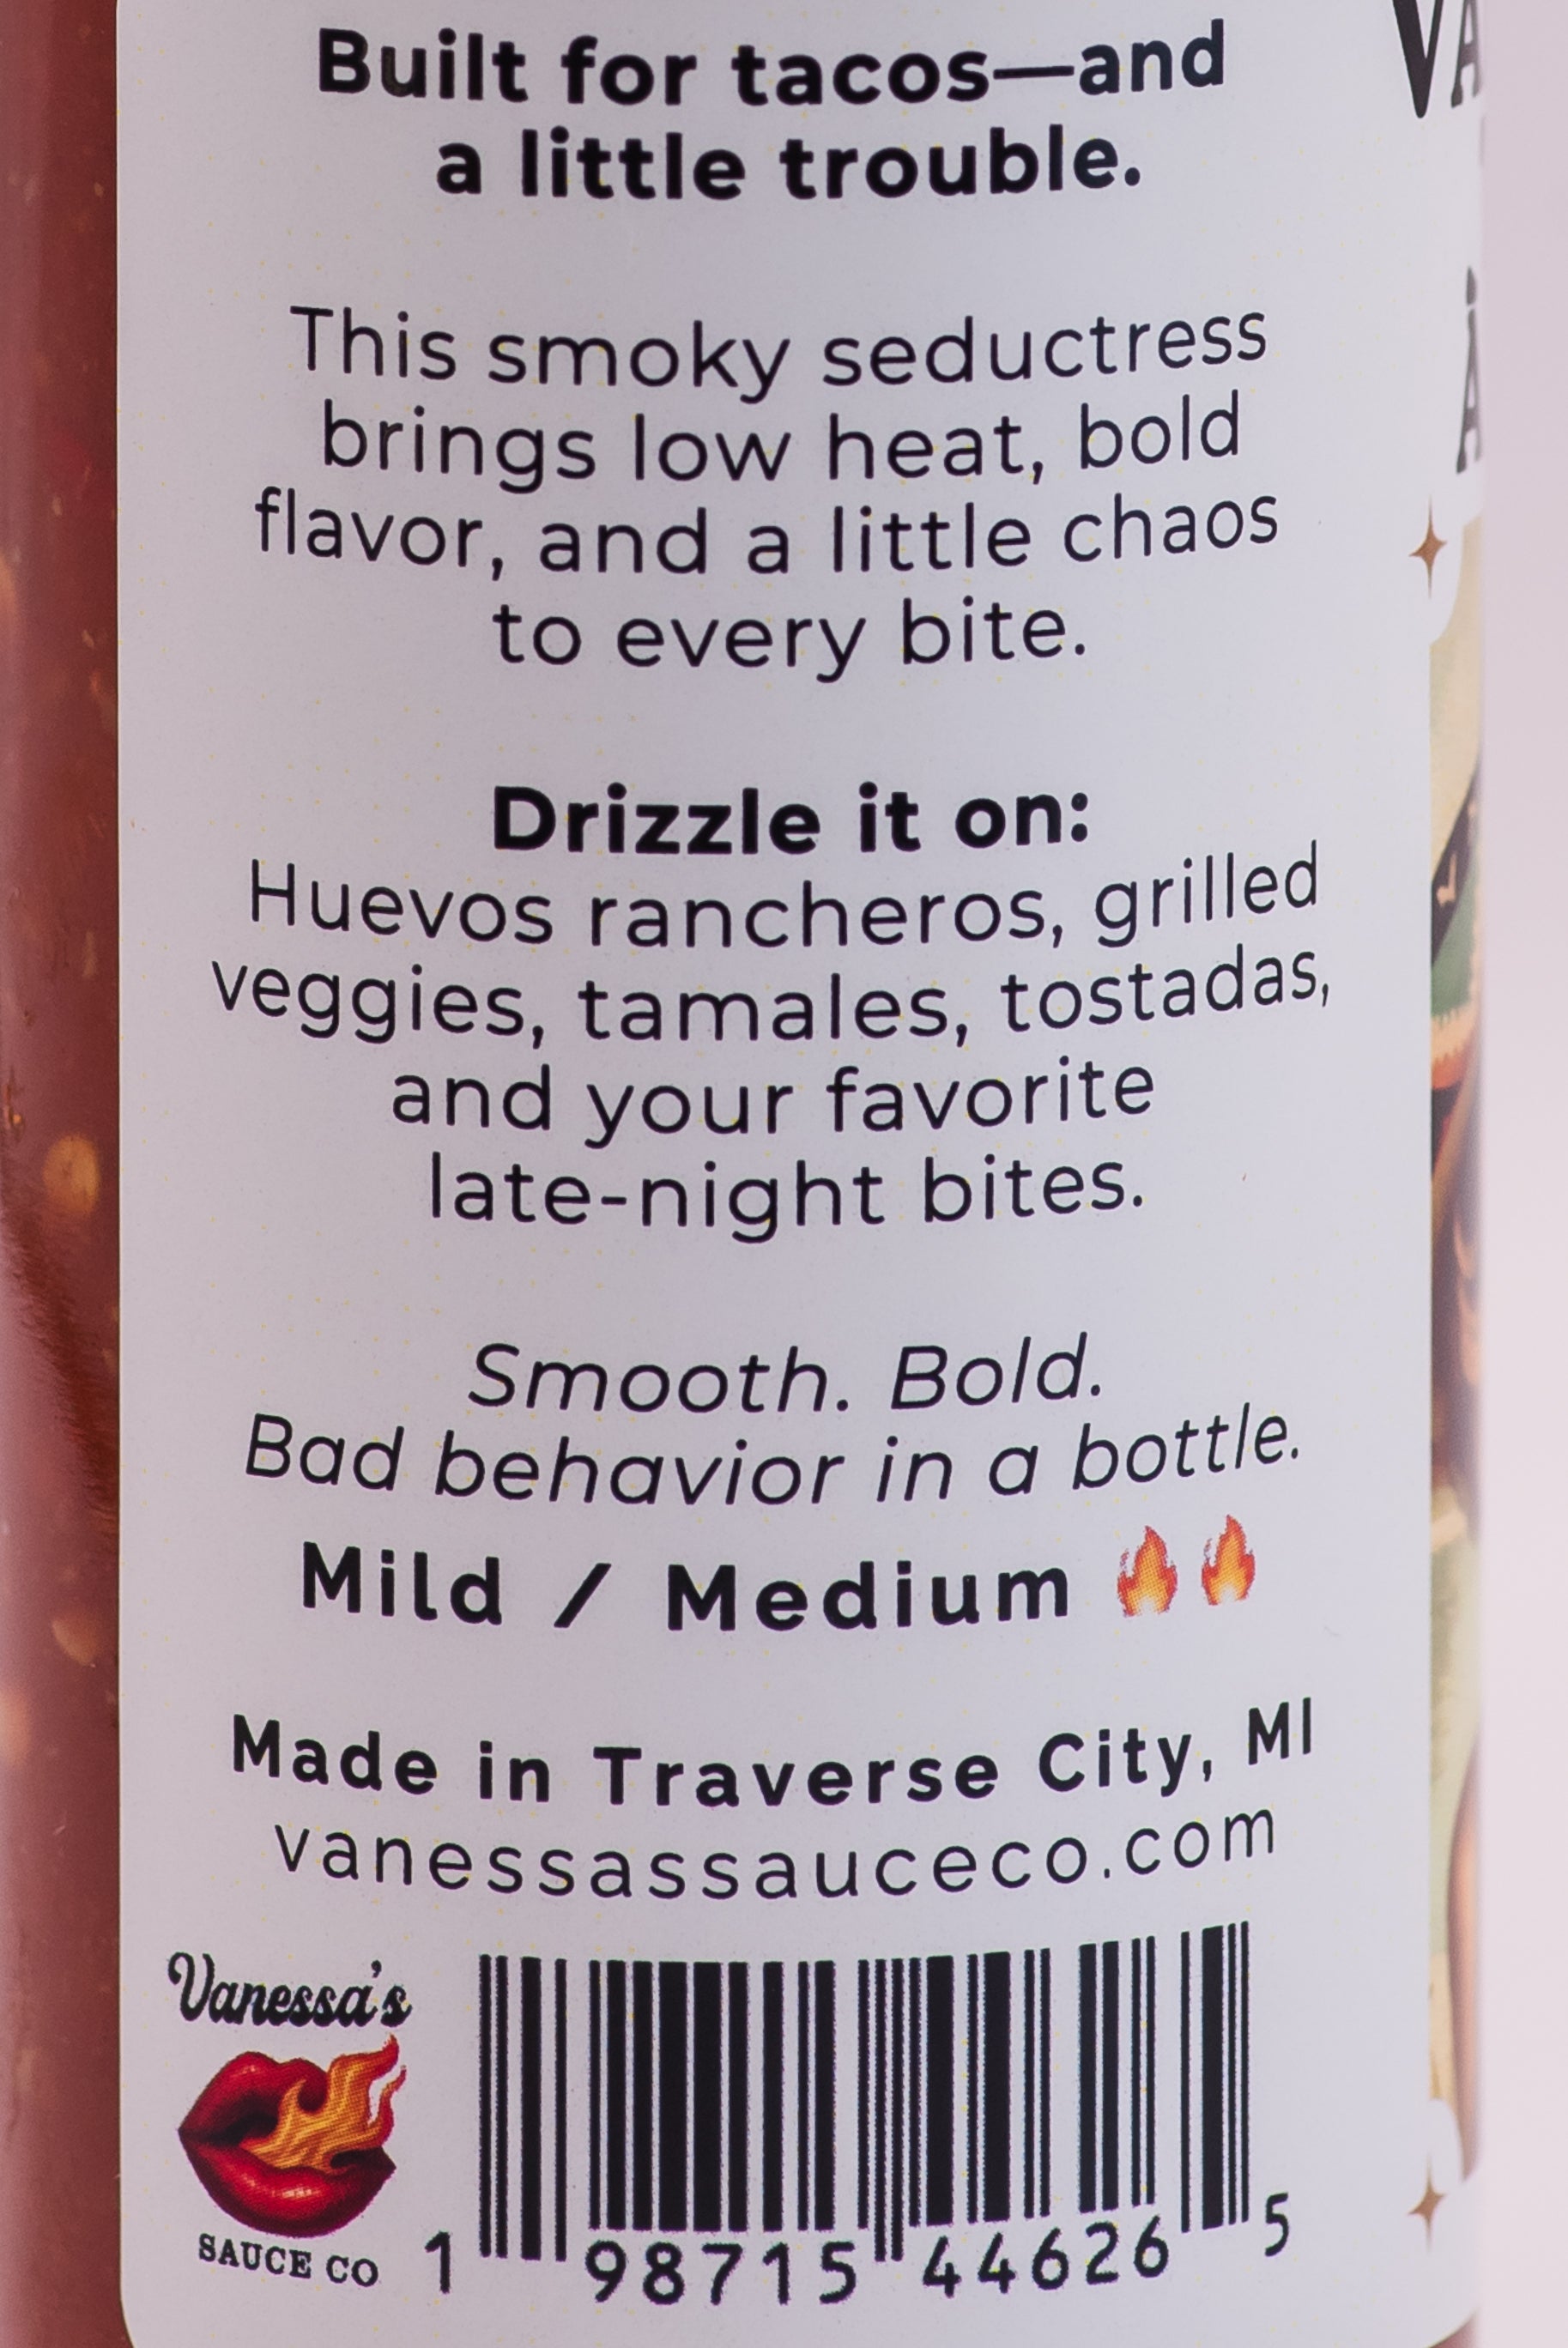 Built for tacos—and
a little trouble.
This smoky seductress
brings low heat, bold
flavor, and a little chaos
to every bite.
Drizzle it on:
Huevos rancheros, grilled
veggies, tamales, tostadas,
and your favorite
late-night bites.
Smooth. Bold.
Bad behavior in a bottle.
Mild / Medium 🔥🔥
Made in Traverse City, MI
vanessassauceco.com
Vanessa's
SAUCE CO
1 98715 44626 5